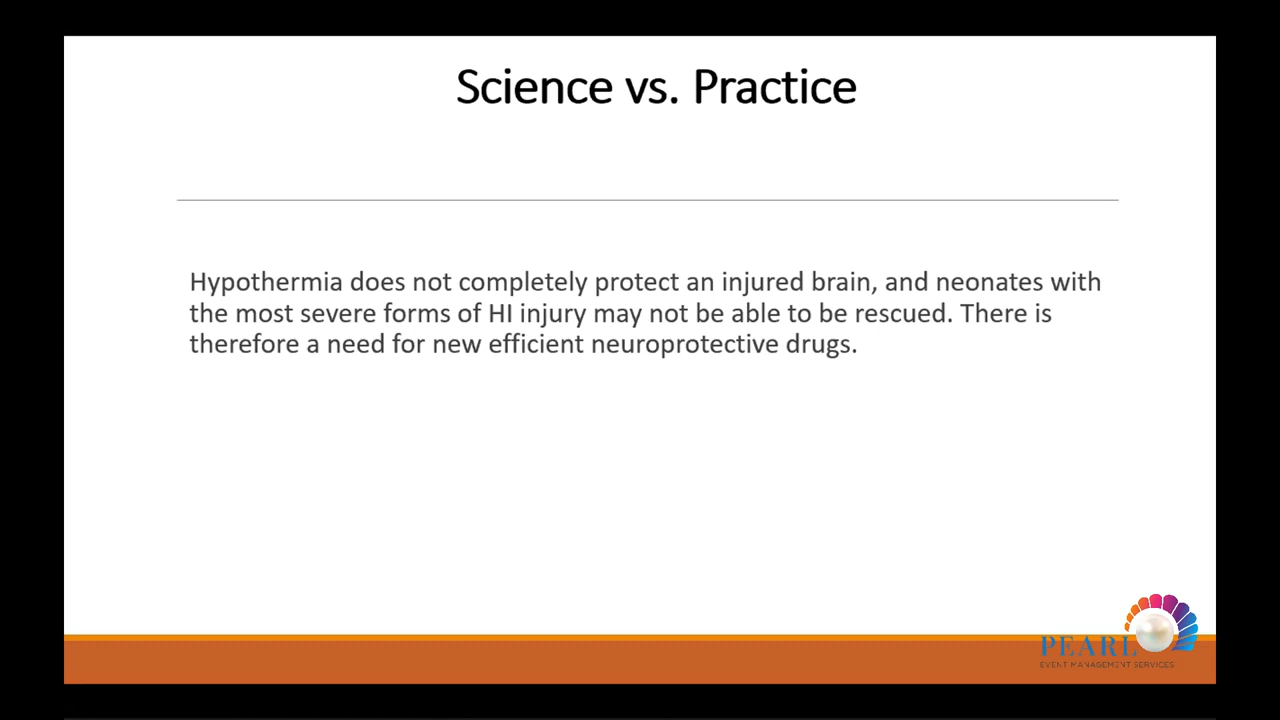 Science vs. Practice
Hypothermia does not completely protect an injured brain, and neonates with
the most severe forms of HI injury may not be able to be rescued. There is
therefore a need for new efficient neuroprotective drugs.
PEARL
EVENT MANAGEMENT SERVICES